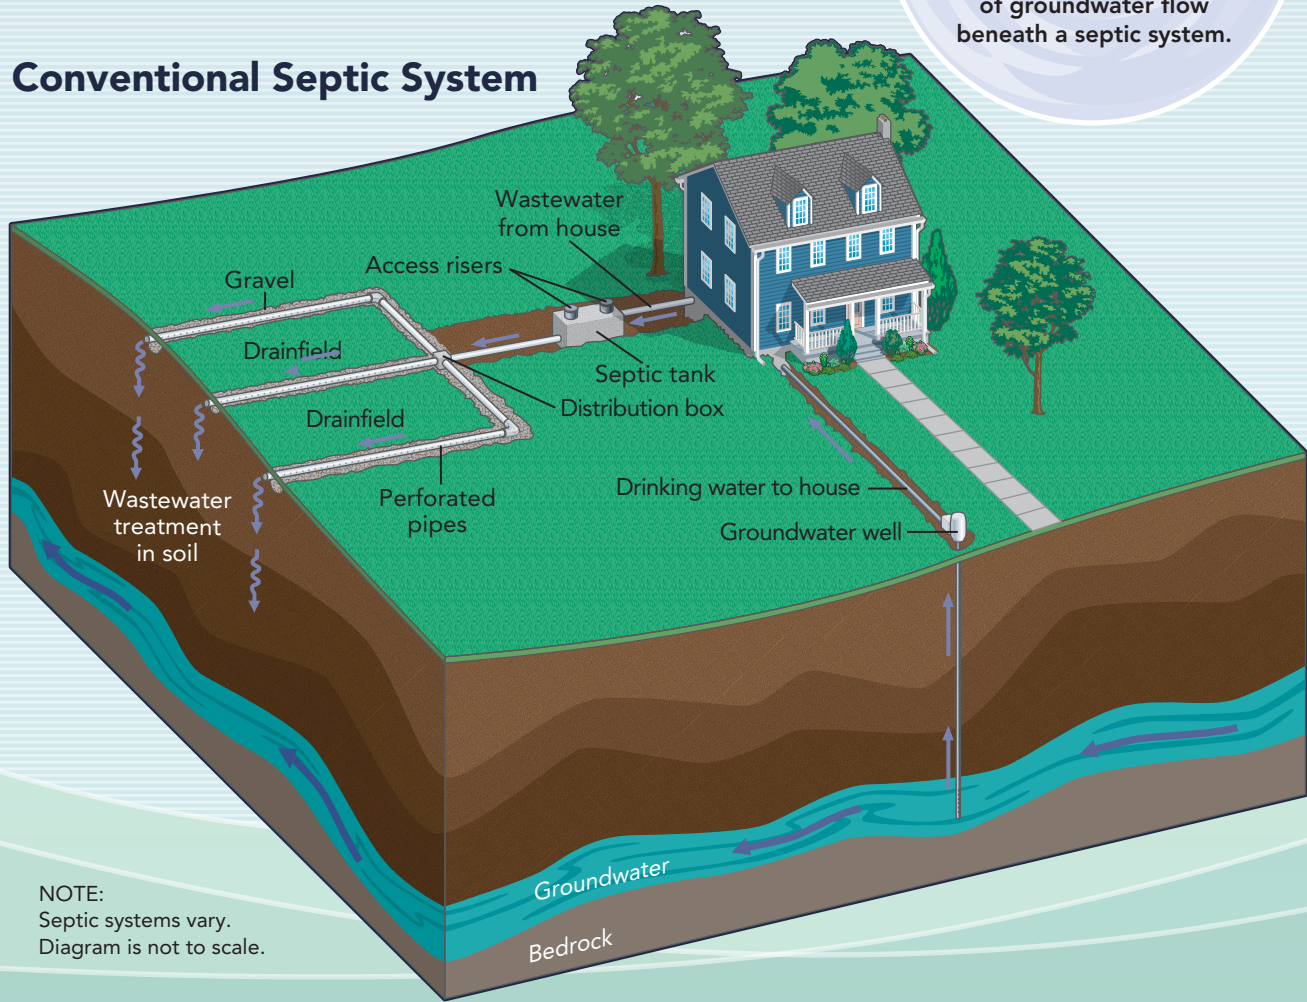 of groundwater flow
beneath a septic system.
Conventional Septic System
Wastewater
from house
Access risers
Gravel
Drainfield
Septic tank
Distribution box
Drainfield
Perforated
pipes
Drinking water to house
Groundwater well
Wastewater
treatment
in soil
Groundwater
Bedrock
NOTE:
Septic systems vary.
Diagram is not to scale.